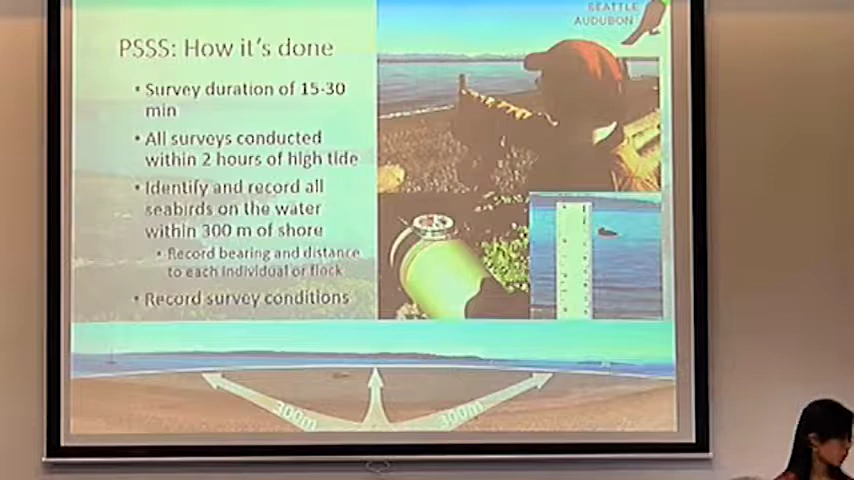 SEATTLE
AUDUBON
PSSS: How it's done
• Survey duration of 15-30
min
• All surveys conducted
within 2 hours of high tide
• Identify and record all
seabirds on the water
within 300 m of shore
• Record bearing and distance
to each individual or flock
• Record survey conditions
300m
300m